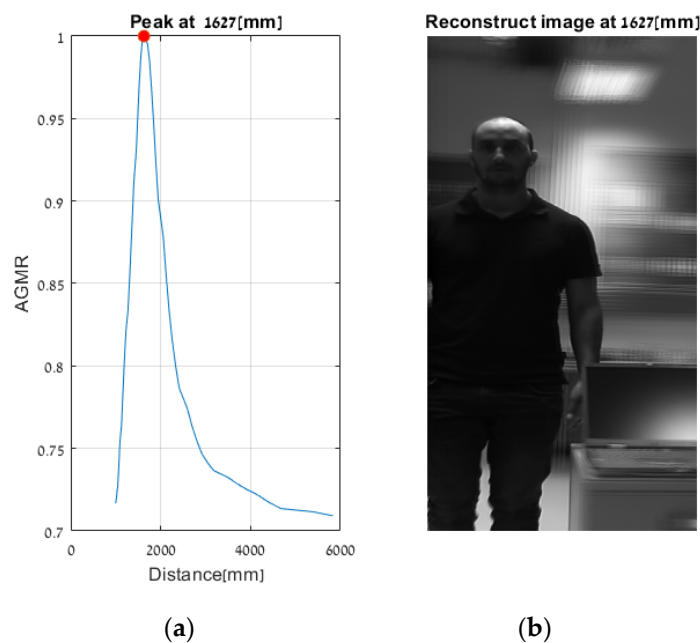 Peak at 1627[mm]
1
0.95
0.9
0.85
0.8
0.75
0.7
0
2000
4000
6000
AGMR
Distance[mm]
(a)
Reconstruct image at 1627[mm]
(b)